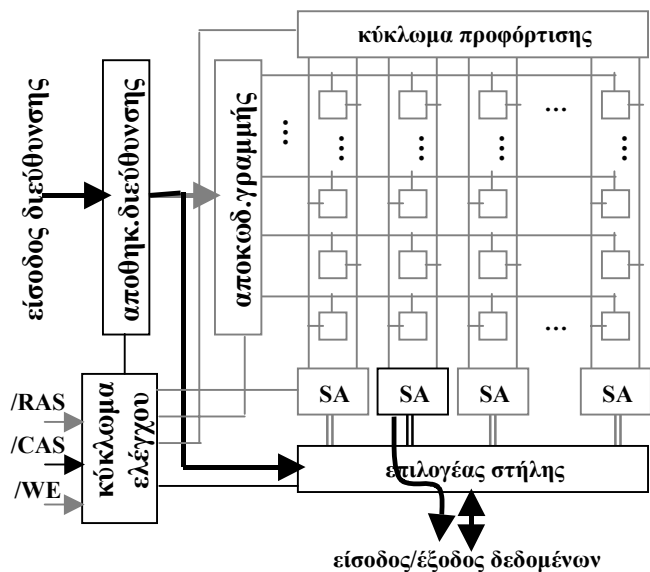 κύκλωμα προφόρτισης
είσοδος διεύθυνσης
αποθηκ.διεύθυνσης
αποκωδ.γραμμής
...
...
... ... ... ...
...
SA SA SA SA
/RAS
/CAS
/WE
κύκλωμα
ελέγχου
επιλογέας στήλης
είσοδος/έξοδος δεδομένων